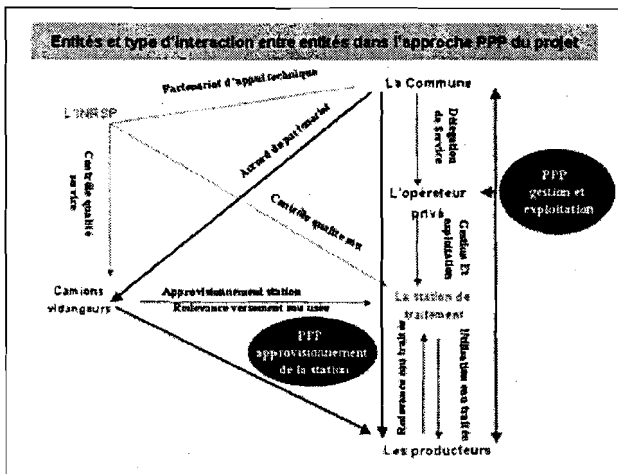 Entités et type d'interaction entre entités dans l'approche PPP du projet
Partenariat d'appui technique
La Commune
L'INRSP
Accord de partenariat
Délégation
de Service
Contrôle qualité
service
L'opérateur
privé
PPP
gestion et
exploitation
Contrôle qualite eau
Gestion Et
exploitation
Camions
vidangeurs
Approvisionnement station
Redevance versement eau usée
La station de
traitement
PPP
approvisionnement
de la station
Redevance eau traitée
Utilisation eau traitée
Les producteurs